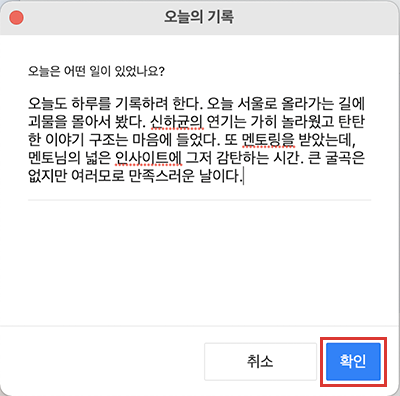 오늘의 기록
오늘은 어떤 일이 있었나요?
오늘도 하루를 기록하려 한다. 오늘 서울로 올라가는 길에
괴물을 몰아서 봤다. 신하균의 연기는 가히 놀라웠고 탄탄
한 이야기 구조는 마음에 들었다. 또 멘토링을 받았는데,
멘토님의 넓은 인사이트에 그저 감탄하는 시간. 큰 굴곡은
없지만 여러모로 만족스러운 날이다.
취소
확인